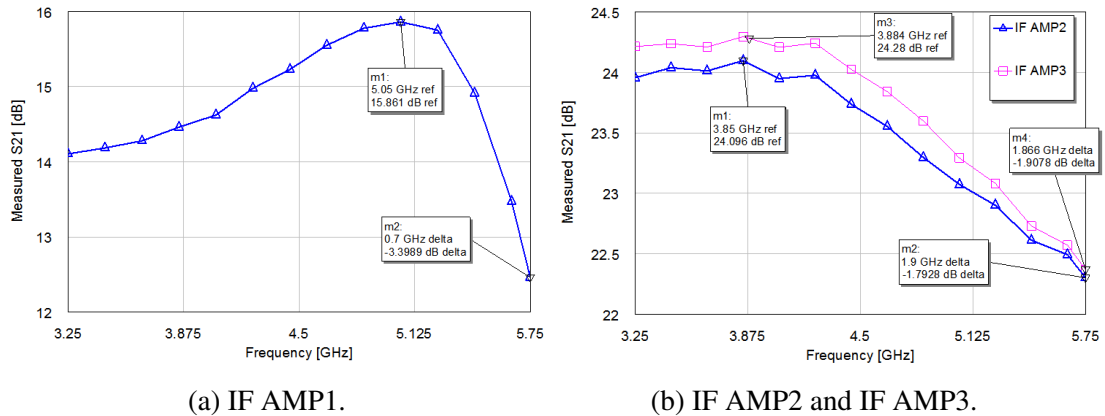 16
15
14
13
12
Measured S21 [dB]
m1:
5.05 GHz ref
15.861 dB ref
m2:
0.7 GHz delta
-3.3989 dB delta
3.25
3.875
4.5
5.125
5.75
Frequency [GHz]
(a) IF AMP1.
24.5
24
23.5
23
22.5
22
Measured S21 [dB]
m3:
3.884 GHz ref
24.28 dB ref
IF AMP2
IF AMP3
m1:
3.85 GHz ref
24.096 dB ref
m4:
1.866 GHz delta
-1.9078 dB delta
m2:
1.9 GHz delta
-1.7928 dB delta
3.25
3.875
4.5
5.125
5.75
Frequency [GHz]
(b) IF AMP2 and IF AMP3.